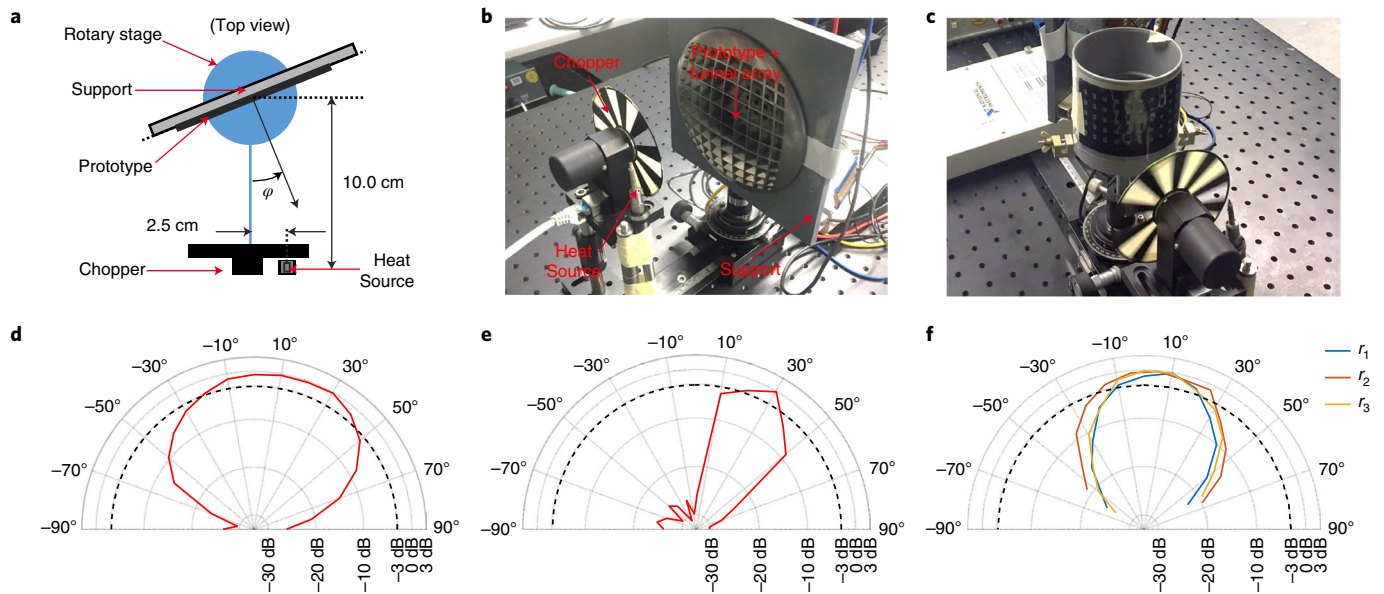 a
(Top view)
Rotary stage
Support
Prototype
φ
10.0 cm
2.5 cm
Chopper
Heat
Source
b
Chopper
Prototype +
funnel array
Heat
Source
Support
c
NATIONAL
INSTRUMENTS
d
–10° 10°
–30° 30°
–50° 50°
–70° 70°
–90° 90°
–30 dB
–20 dB
–10 dB
–3 dB
0 dB
3 dB
e
–10° 10°
–30° 30°
–50° 50°
–70° 70°
–90° 90°
–30 dB
–20 dB
–10 dB
–3 dB
0 dB
3 dB
f
–10° 10°
–30° 30°
–50° 50°
–70° 70°
–90° 90°
–30 dB
–20 dB
–10 dB
–3 dB
0 dB
3 dB
r1
r2
r3